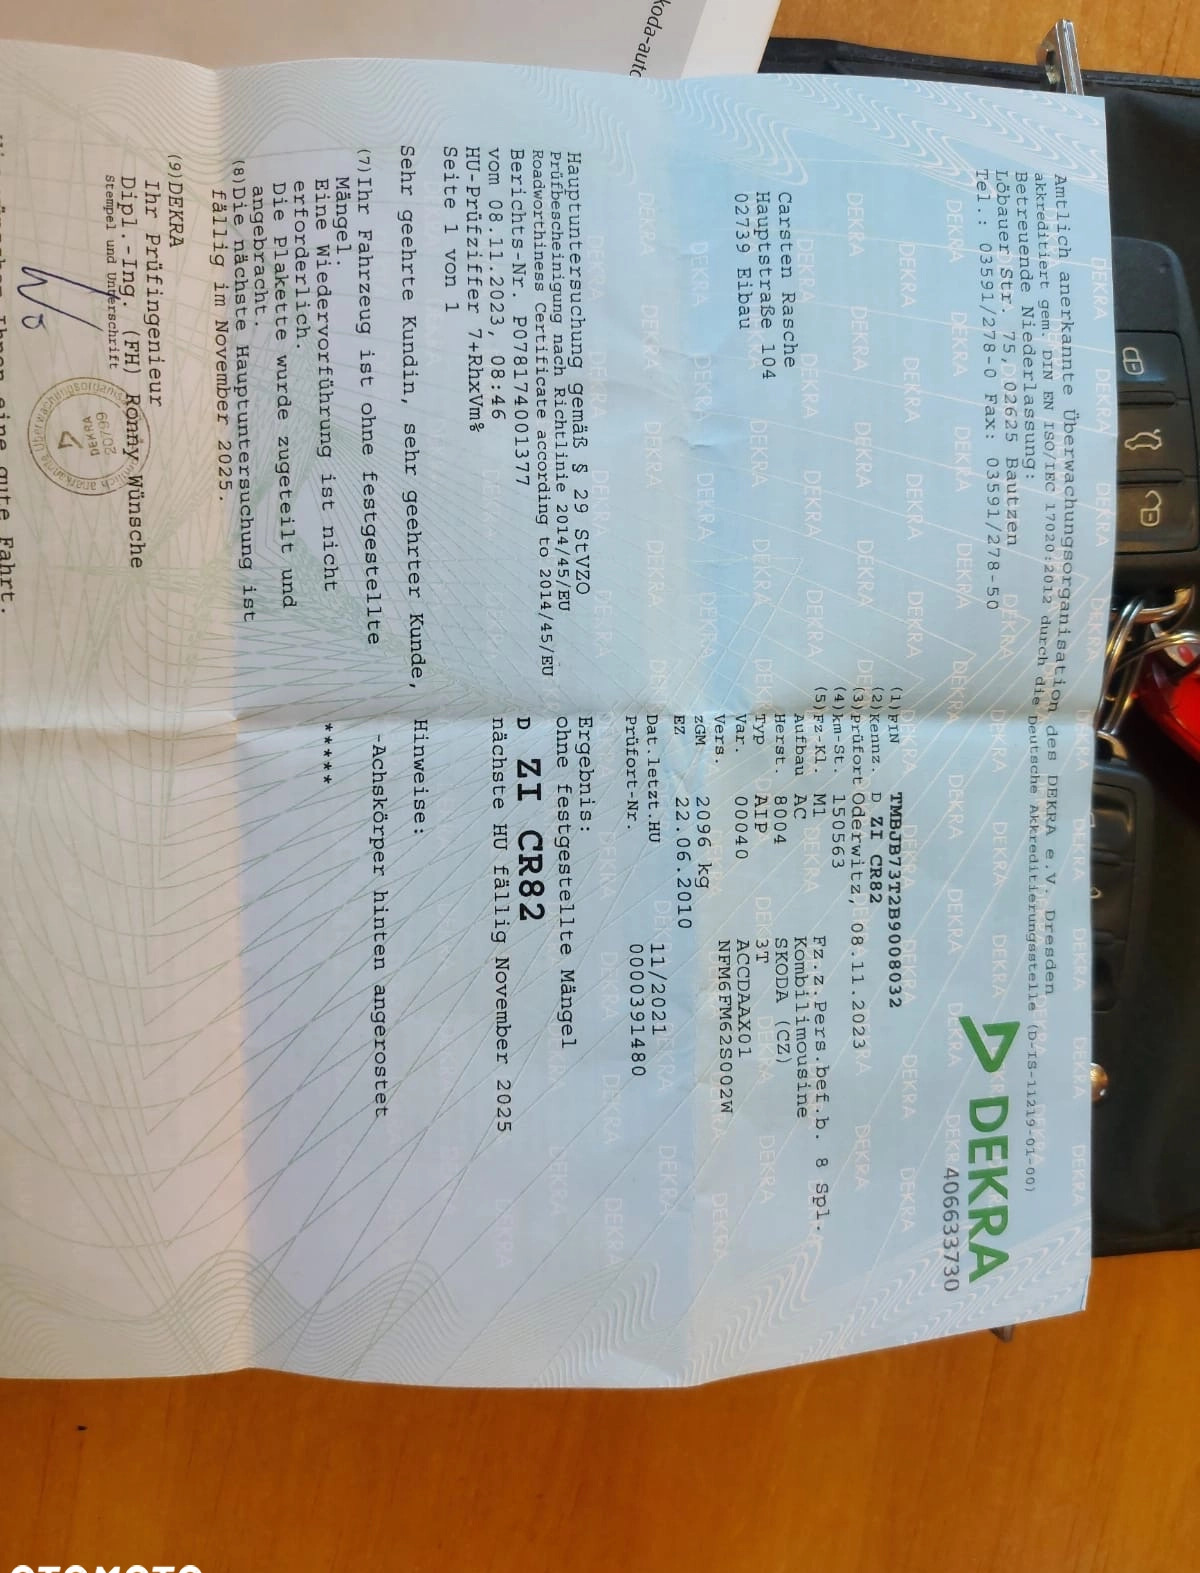 koda-auto
Amtlich anerkannte Überwachungsorganisation des DEKRA e.V. Dresden
akkreditiert gem. DIN EN ISO/IEC 17020:2012 durch die Deutsche Akkreditierungsstelle (D-IS-11219-01-00)
Betreuende Niederlassung:
Löbauer Str. 75, 02625 Bautzen
Tel.: 03591/278-0 Fax: 03591/278-50
DEKRA
406633730
Carsten Rasche
Hauptstraße 104
02739 Eibau
(1)FIN TMBJB73T2B9008032
(2)Kennz. D ZI CR82
(3)Prüfort Oderwitz, 08.11.2023
(4)km-St. 150563
(5)Fz-Kl. M1 Fz.z.Pers.bef.b. 8 Spl.
Aufbau AC Kombilimousine
Herst. 8004 SKODA (CZ)
Typ AIP 3T
Var. 00040 ACCDAAX01
Vers. NFM6FM62S002W
zGM 2096 kg
EZ 22.06.2010
Dat.letzt.HU 11/2021
Prüfort-Nr. 0000391480
Hauptuntersuchung gemäß § 29 StVZO
Prüfbescheinigung nach Richtlinie 2014/45/EU
Roadworthiness Certificate according to 2014/45/EU
Berichts-Nr. P078174001377
vom 08.11.2023, 08:46
HU-Prüfziffer 7+RhxVm%
Seite 1 von 1
Ergebnis:
ohne festgestellte Mängel
D ZI CR82
nächste HU fällig November 2025
Sehr geehrte Kundin, sehr geehrter Kunde,
Hinweise:
(7)Ihr Fahrzeug ist ohne festgestellte
Mängel.
Eine Wiedervorführung ist nicht
erforderlich.
Die Plakette wurde zugeteilt und
angebracht.
(8)Die nächste Hauptuntersuchung ist
fällig im November 2025.
-Achskörper hinten angerostet
*****
(9)DEKRA
Ihr Prüfingenieur
Dipl.-Ing. (FH) Ronny Wünsche
Stempel und Unterschrift
20799
DEKRA
Ihnen eine gute Fahrt.
OTOMOTO